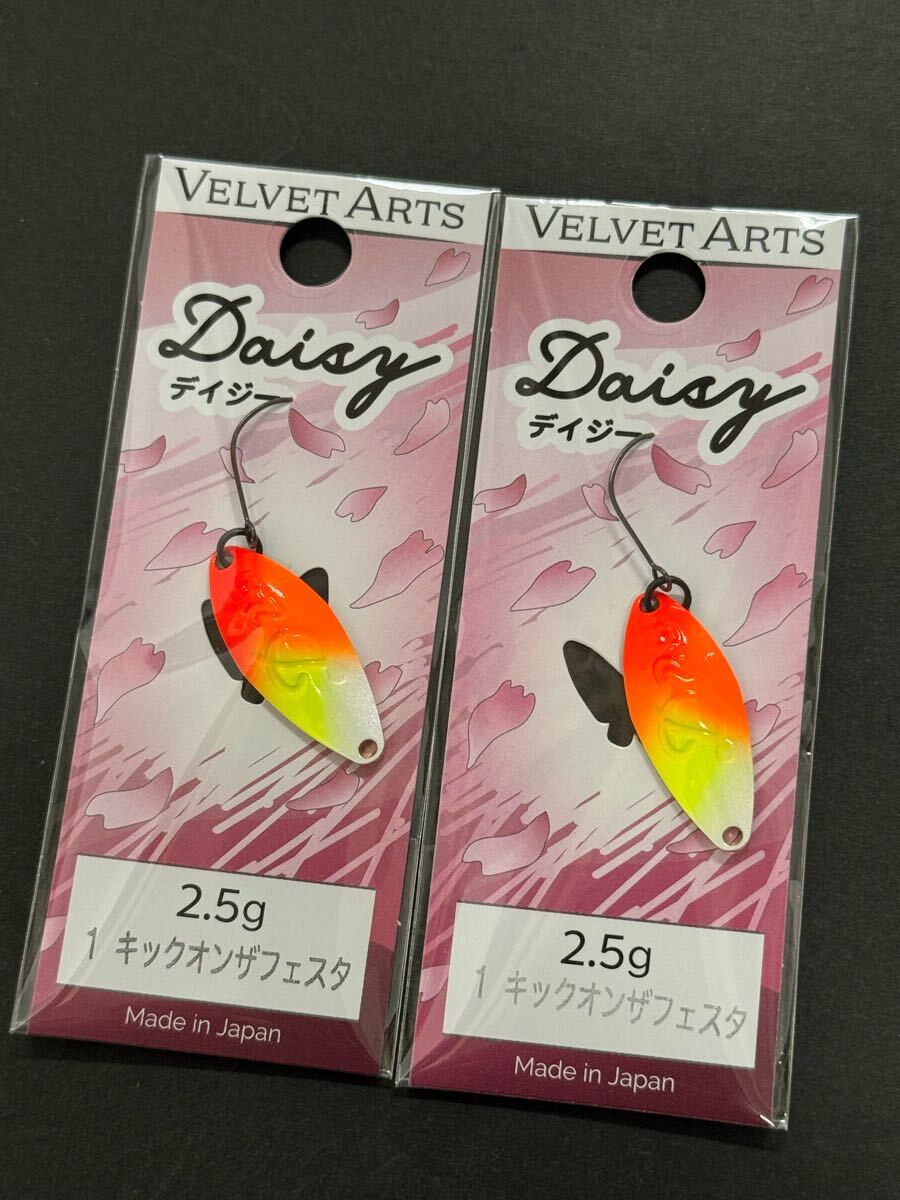 VELVET ARTS
Daisy
デイジー
2.5g
1 キックオンザフェスタ
Made in Japan
VELVET ARTS
Daisy
デイジー
2.5g
1 キックオンザフェスタ
Made in Japan